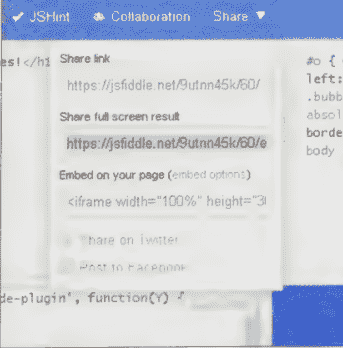 JSHint Collaboration Share
Share link
es!</h1
https://jsfiddle.net/9utnn45k/60/
Share full screen result
https://jsfiddle.net/9utnn45k/60/e
Embed on your page (embed options)
<iframe width="100%" height="30
Share on Twitter
Post to Facebook
#o {
left:
.bubb
absol
borde
body
de-plugin', function(Y) {